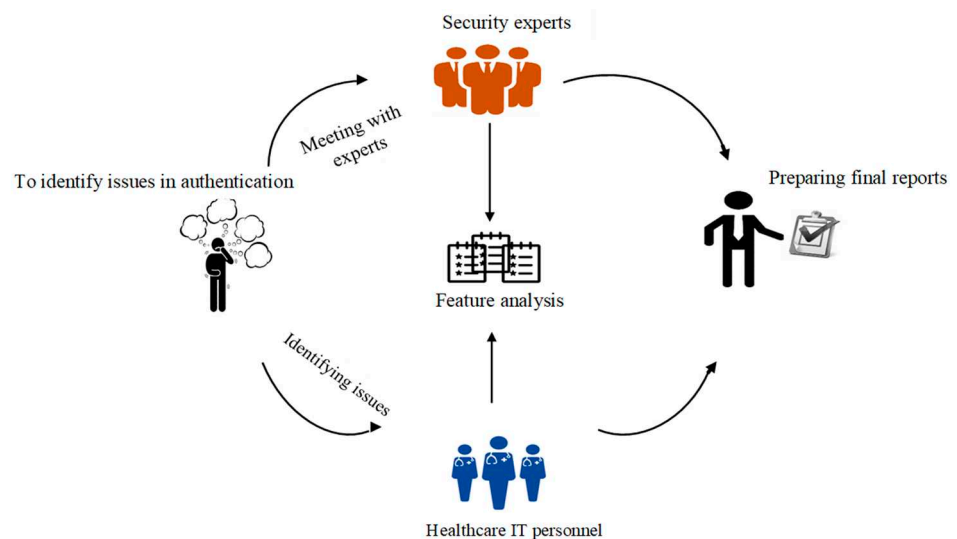 Security experts
Meeting with
experts
To identify issues in authentication
Preparing final reports
Feature analysis
Identifying issues
Healthcare IT personnel